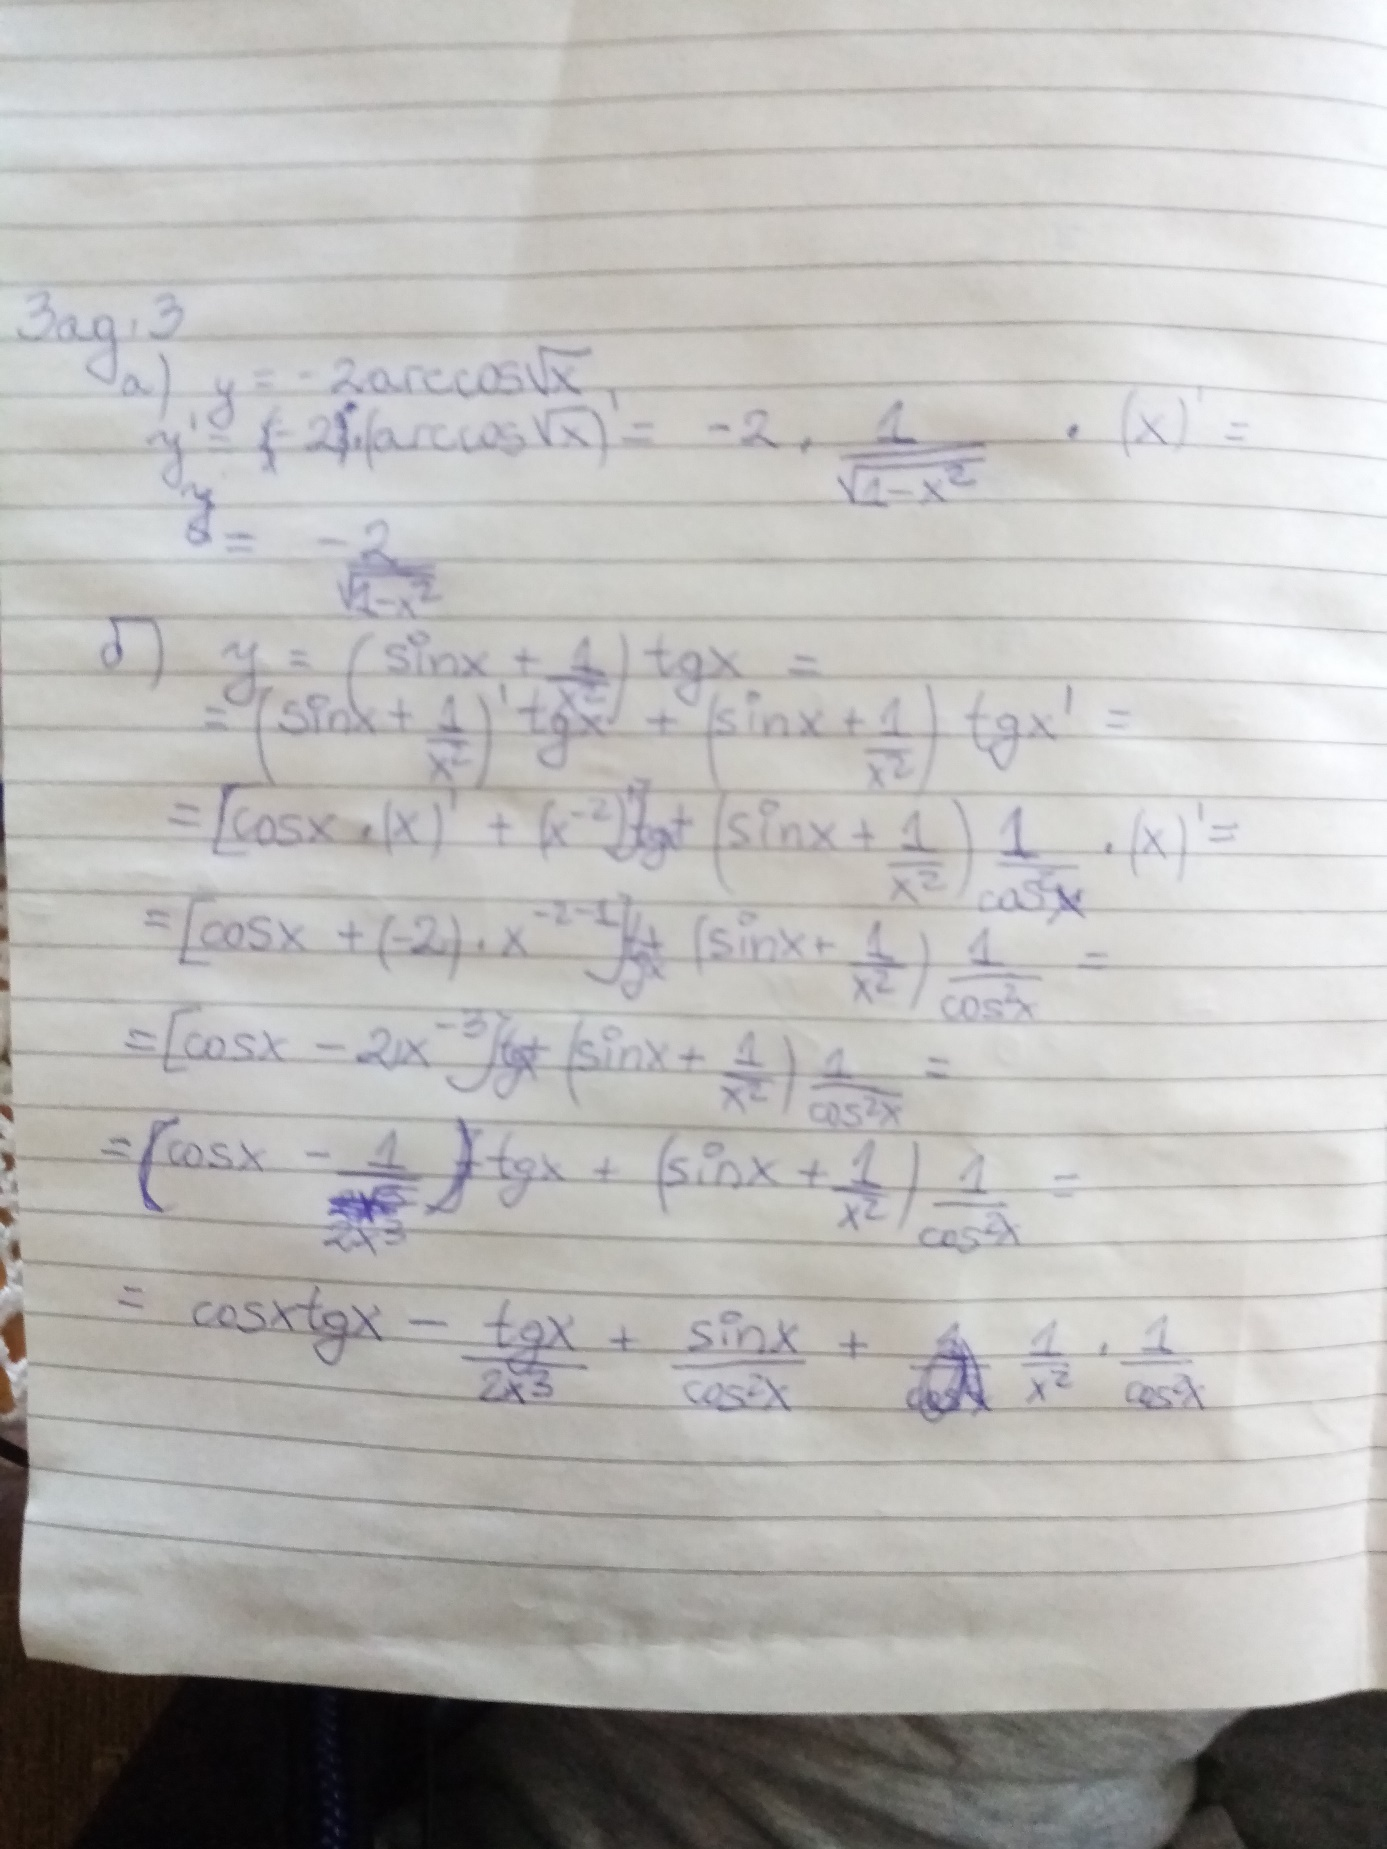 Зад. 3
а) y = -2arccos√x
y' = (-2).(arccos√x)' = -2 . 1/√1-x² . (x)' =
= -2/√1-x²
б) y = (sinx + 1/x²) tgx =
= (sinx + 1/x²)' tgx + (sinx + 1/x²) tgx' =
= [cosx .(x)' + (x⁻²)']tgx+ (sinx + 1/x²) 1/cos²x . (x)' =
= [cosx + (-2) . x⁻²⁻¹]tgx+ (sinx + 1/x²) 1/cos²x =
= [cosx - 2x⁻³]tgx+ (sinx + 1/x²) 1/cos²x =
= (cosx - 1/2x³) tgx + (sinx + 1/x²) 1/cos²x =
= cosxtgx - tgx/2x³ + sinx/cos²x + 1/x² . 1/cos²x